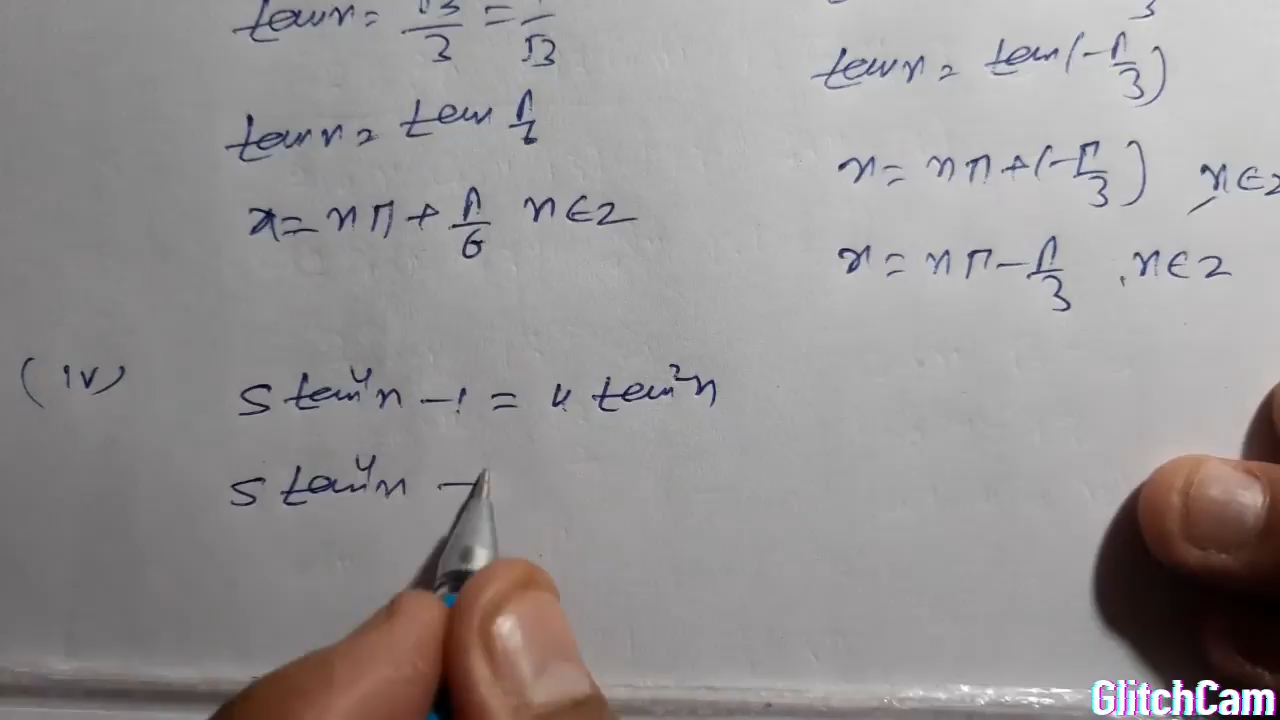 tan x = √3/3 = 1/√3
tan x = tan π/6
x = nπ + π/6 n ∈ Z
3
tan x = tan(-π/3)
x = nπ + (-π/3) n ∈ Z
x = nπ - π/3 , n ∈ Z
(iv) 5 tan⁴x - 1 = 4 tan²x
5 tan⁴x -
GlitchCam